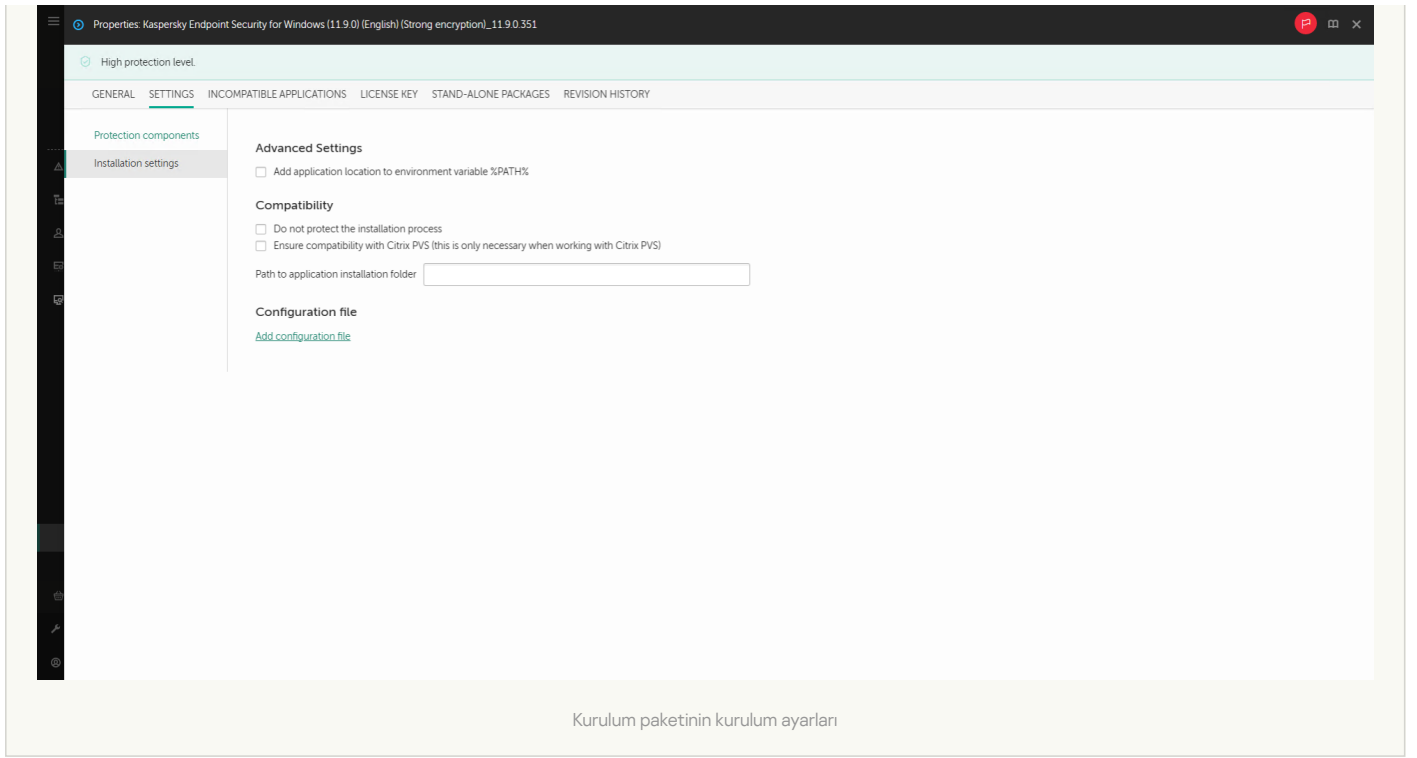 Properties: Kaspersky Endpoint Security for Windows (11.9.0) (English) (Strong encryption)_11.9.0.351
High protection level.
GENERAL SETTINGS INCOMPATIBLE APPLICATIONS LICENSE KEY STAND-ALONE PACKAGES REVISION HISTORY
Protection components
Installation settings
Advanced Settings
Add application location to environment variable %PATH%
Compatibility
Do not protect the installation process
Ensure compatibility with Citrix PVS (this is only necessary when working with Citrix PVS)
Path to application installation folder
Configuration file
Add configuration file
Kurulum paketinin kurulum ayarları